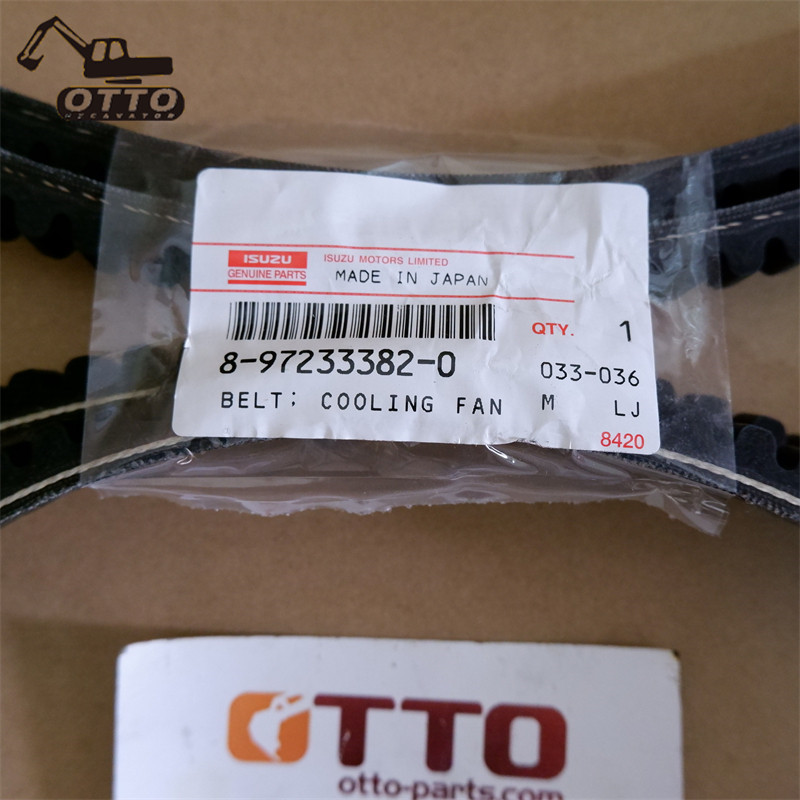 OTTO
EXCAVATOR
ISUZU
GENUINE PARTS
ISUZU MOTORS LIMITED
MADE IN JAPAN
QTY. 1
8-97233382-0
033-036
BELT; COOLING FAN M LJ
8420
OTTO
otto-parts.com